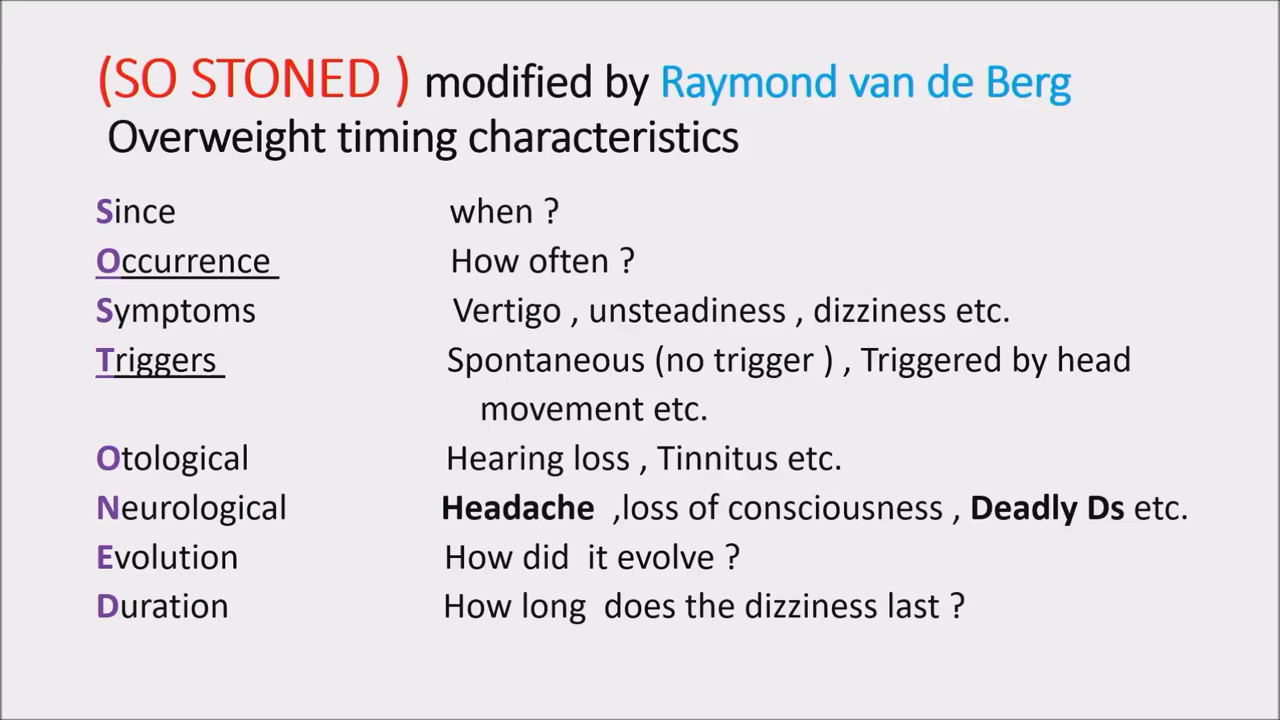 (SO STONED ) modified by Raymond van de Berg
Overweight timing characteristics
Since when ?
Occurrence How often ?
Symptoms Vertigo , unsteadiness , dizziness etc.
Triggers Spontaneous (no trigger ) , Triggered by head
movement etc.
Otological Hearing loss , Tinnitus etc.
Neurological Headache ,loss of consciousness , Deadly Ds etc.
Evolution How did it evolve ?
Duration How long does the dizziness last ?